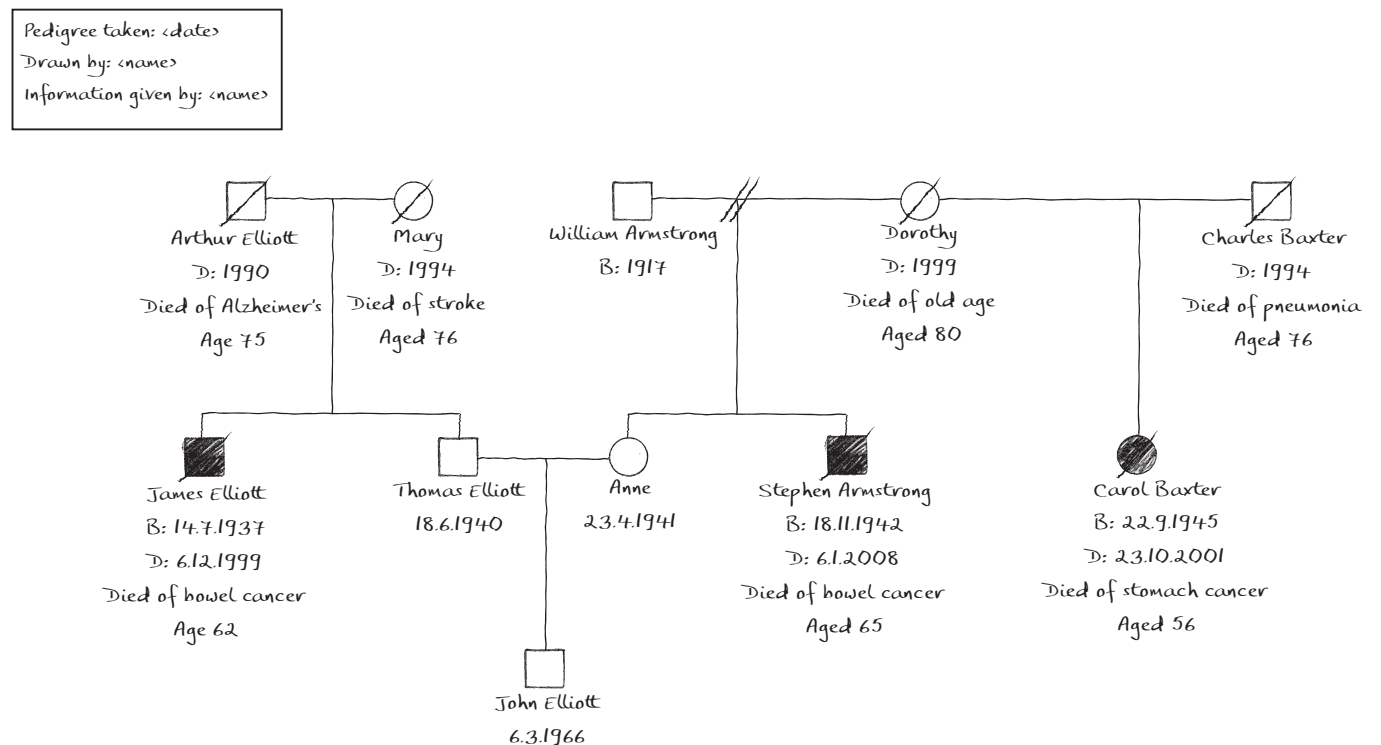 Pedigree taken: <date>
Drawn by: <name>
Information given by: <name>
Arthur Elliott
D: 1990
Died of Alzheimer's
Age 75
Mary
D: 1994
Died of stroke
Aged 76
William Armstrong
B: 1917
Dorothy
D: 1999
Died of old age
Aged 80
Charles Baxter
D: 1994
Died of pneumonia
Aged 76
James Elliott
B: 14.7.1937
D: 6.12.1999
Died of bowel cancer
Age 62
Thomas Elliott
18.6.1940
Anne
23.4.1941
Stephen Armstrong
B: 18.11.1942
D: 6.1.2008
Died of bowel cancer
Aged 65
Carol Baxter
B: 22.9.1945
D: 23.10.2001
Died of stomach cancer
Aged 56
John Elliott
6.3.1966